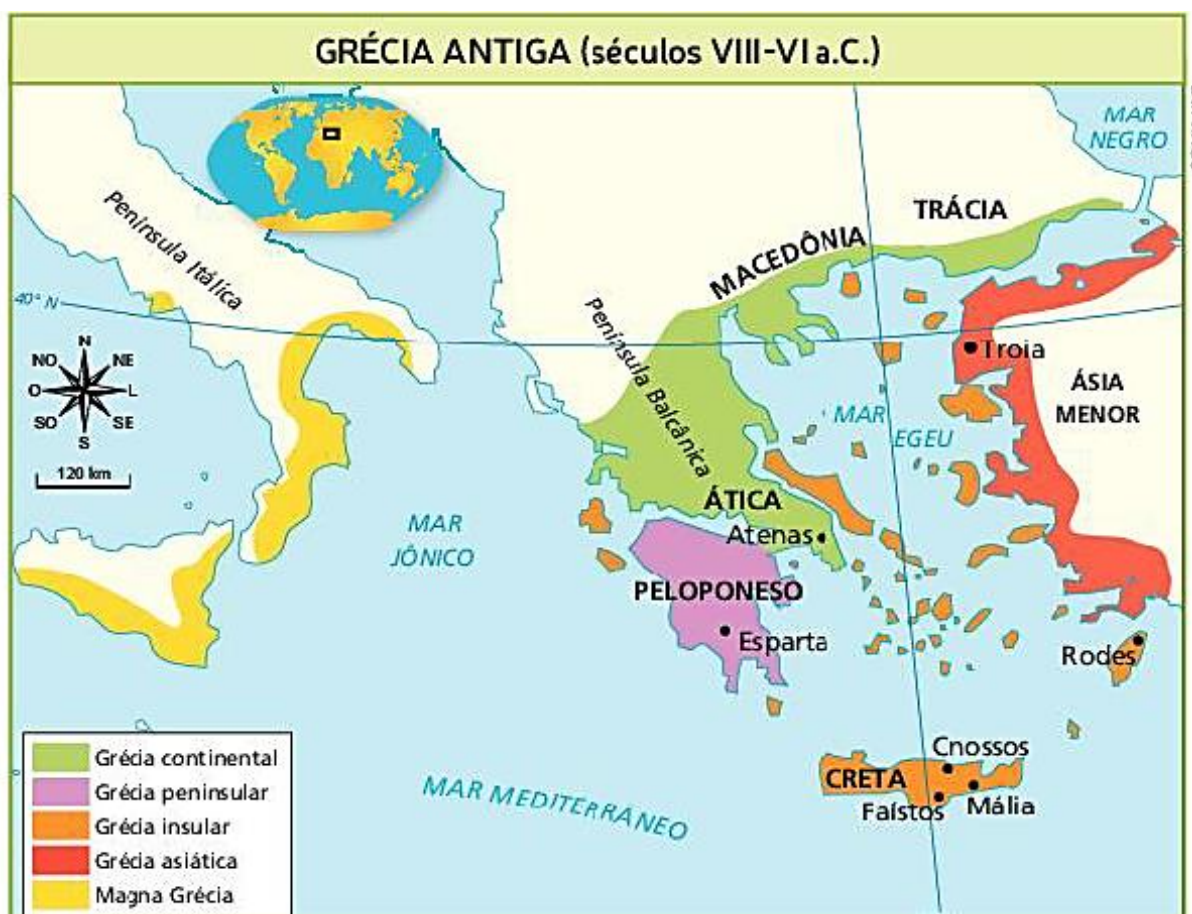 GRÉCIA ANTIGA (séculos VIII-VI a.C.)
MAR
NEGRO
TRÁCIA
MACEDÔNIA
Península Itálica
40° N
Península Balcânica
Troia
ÁSIA
MENOR
MAR
EGEU
N
NO
NE
O
L
SO
SE
S
120 km
MAR
JÔNICO
ÁTICA
Atenas
PELOPONESO
Esparta
Rodes
Cnossos
CRETA
Faístos
Mália
MAR MEDITERRÂNEO
Grécia continental
Grécia peninsular
Grécia insular
Grécia asiática
Magna Grécia